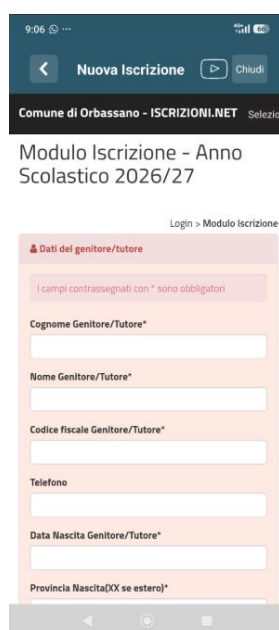 9:06
66
Nuova Iscrizione
Chiudi
Comune di Orbassano - ISCRIZIONI.NET Selezio
Modulo Iscrizione - Anno
Scolastico 2026/27
Login > Modulo Iscrizione
Dati del genitore/tutore
I campi contrassegnati con * sono obbligatori
Cognome Genitore/Tutore*
Nome Genitore/Tutore*
Codice fiscale Genitore/Tutore*
Telefono
Data Nascita Genitore/Tutore*
Provincia Nascita(XX se estero)*